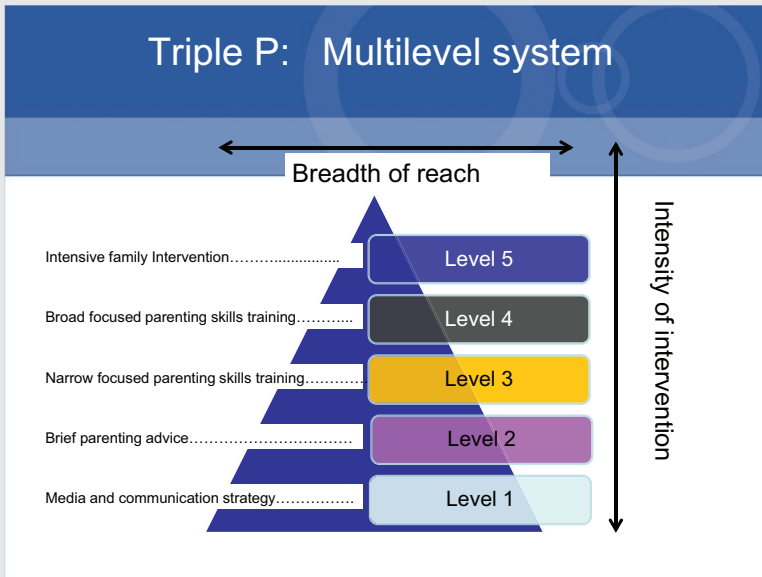 Triple P: Multilevel system
Breadth of reach
Intensity of intervention
Intensive family Intervention………................
Level 5
Broad focused parenting skills training………...
Level 4
Narrow focused parenting skills training…………
Level 3
Brief parenting advice……………………………
Level 2
Media and communication strategy……………
Level 1